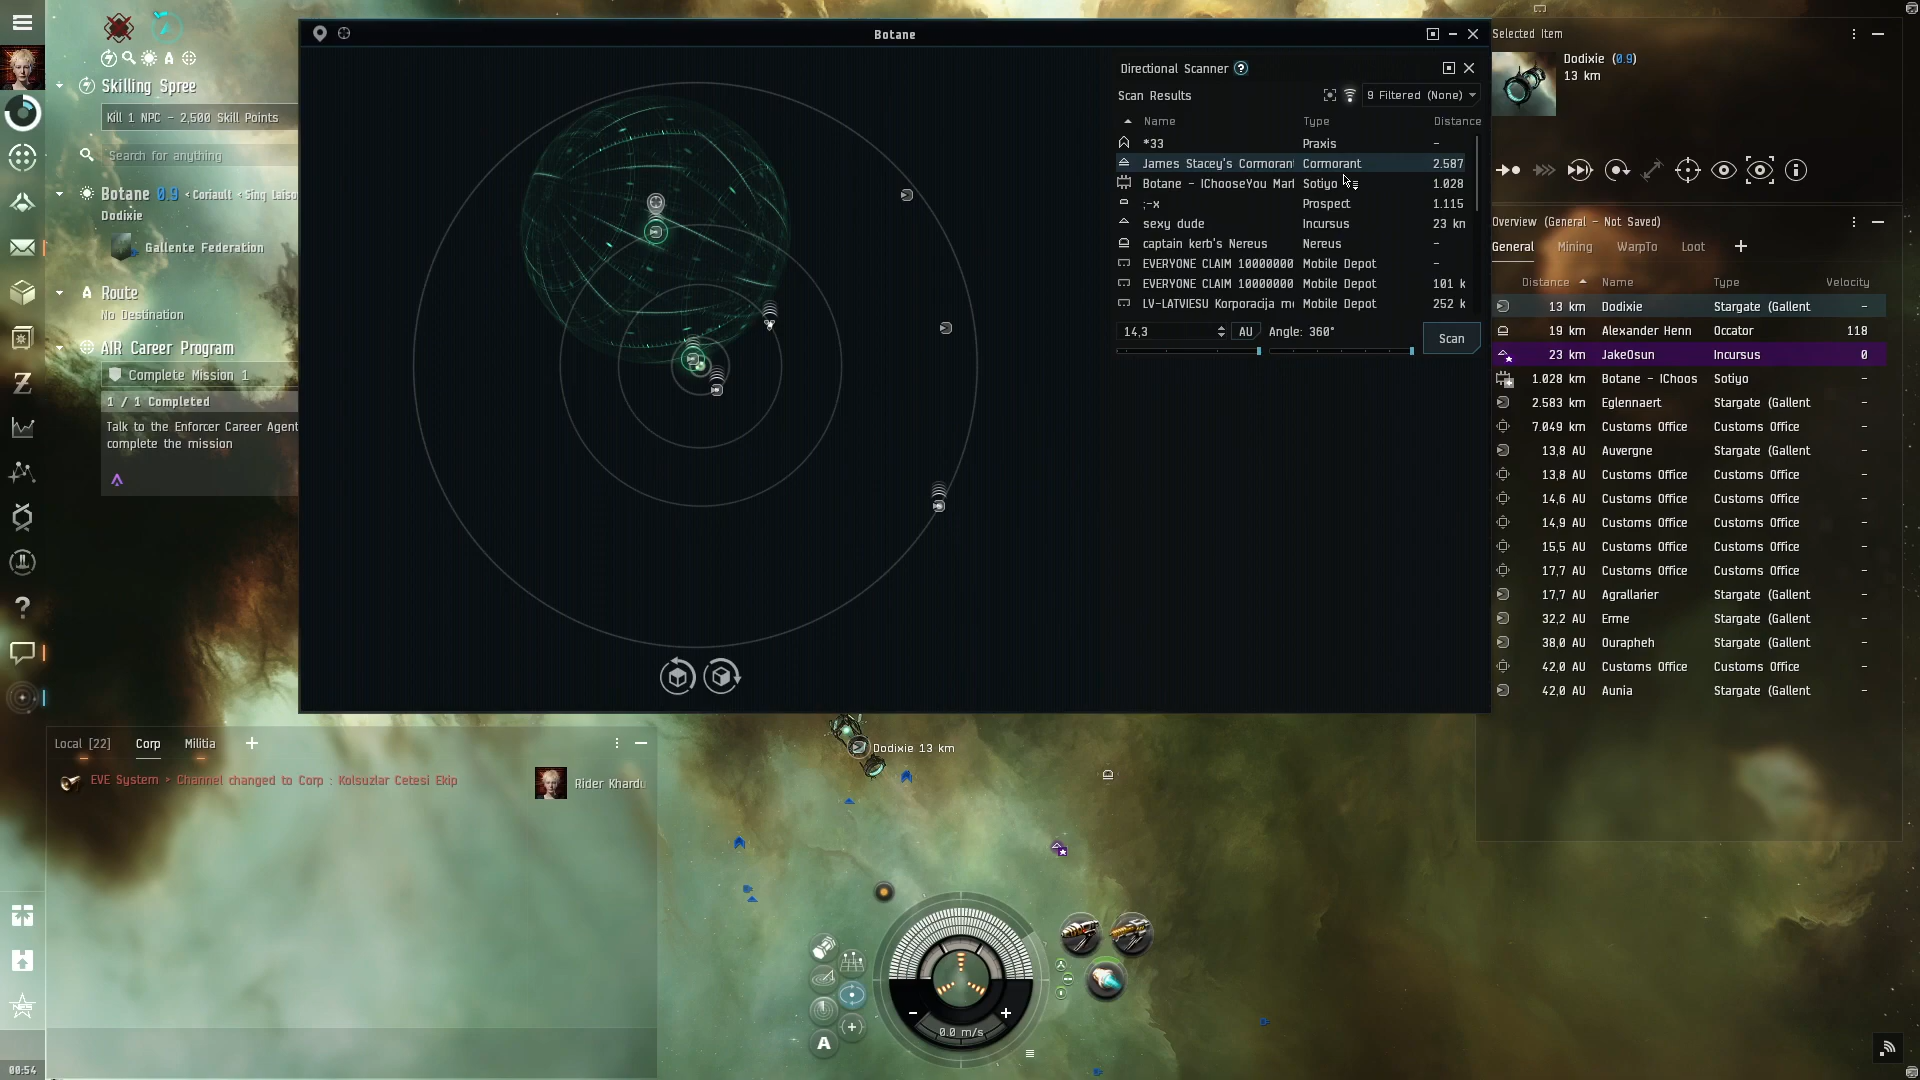 Skilling Spree
Kill 1 NPC - 2,500 Skill Points
Search for anything
Botane 0.9 < Coriault < Sing Laiso
Dodixie
Gallente Federation
Route
No Destination
AIR Career Program
Complete Mission 1
1 / 1 Completed
Talk to the Enforcer Career Agent
complete the mission
Botane
Directional Scanner
Scan Results
9 Filtered (None)
Name Type Distance
*33 Praxis -
James Stacey's Cormorant Cormorant 2.587
Botane - IChooseYou Mar Sotiyo 1.028
;-x Prospect 1.115
sexy dude Incursus 23 km
captain kerb's Nereus Nereus -
EVERYONE CLAIM 10000000 Mobile Depot -
EVERYONE CLAIM 10000000 Mobile Depot 101 k
LV-LATVIESU Korporacija Mobile Depot 252 k
14,3 AU Angle: 360° Scan
Selected Item
Dodixie (0.9)
13 km
Overview (General - Not Saved)
General Mining WarpTo Loot +
Distance Name Type Velocity
13 km Dodixie Stargate (Gallent -
19 km Alexander Henn Occator 118
23 km JakeOsun Incursus 0
1.028 km Botane - IChoos Sotiyo -
2.583 km Eglennaert Stargate (Gallent -
7.049 km Customs Office Customs Office -
13,8 AU Auvergne Stargate (Gallent -
13,8 AU Customs Office Customs Office -
14,6 AU Customs Office Customs Office -
14,9 AU Customs Office Customs Office -
15,5 AU Customs Office Customs Office -
17,7 AU Customs Office Customs Office -
17,7 AU Agrallarier Stargate (Gallent -
32,2 AU Erme Stargate (Gallent -
38,0 AU Ourapheh Stargate (Gallent -
42,0 AU Customs Office Customs Office -
42,0 AU Aunia Stargate (Gallent -
Local [22] Corp Militia +
EVE System > Channel changed to Corp : Kolsuzlar Cetesi Ekip
Rider Khardu
Dodixie 13 km
0.0 m/s
A
00:54